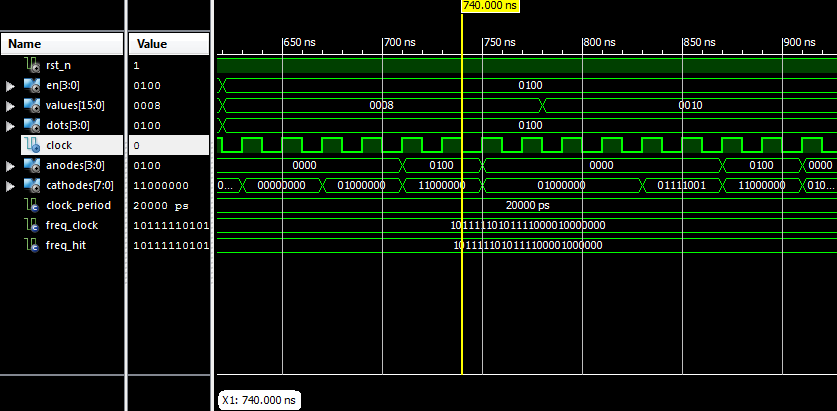 740.000 ns
Name Value 650 ns 700 ns 750 ns 800 ns 850 ns 900 ns
rst_n 1
en[3:0] 0100 0100
values[15:0] 0008 0008 0010
dots[3:0] 0100 0100
clock 0
anodes[3:0] 0100 0000 0100 0000 0100 0000
cathodes[7:0] 11000000 0... 00000000 01000000 11000000 01000000 01111001 11000000 010...
clock_period 20000 ps 20000 ps
freq_clock 10111110101 10111110101111000010000000
freq_hit 10111110101 10111110101111000010000000
X1: 740.000 ns